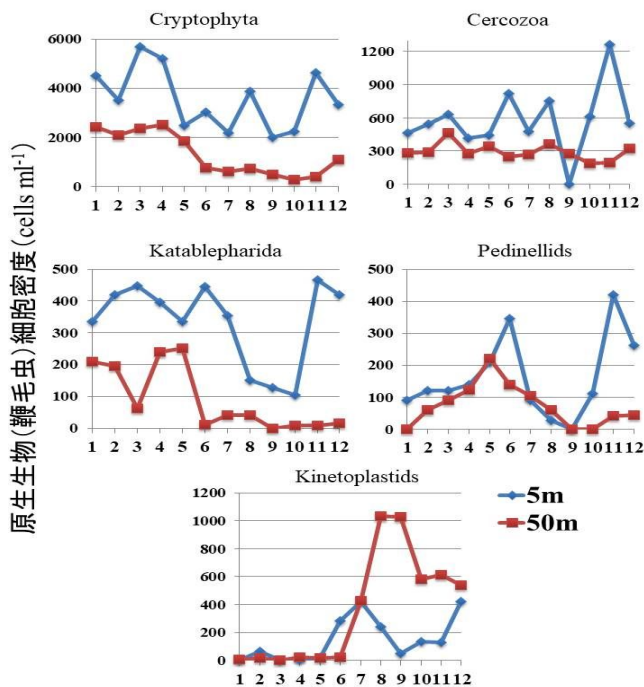 原生生物(鞭毛虫)細胞密度(cells ml⁻¹)
Cryptophyta
6000
4000
2000
0
1 2 3 4 5 6 7 8 9 10 11 12
Cercozoa
1200
900
600
300
0
1 2 3 4 5 6 7 8 9 10 11 12
Katablepharida
500
400
300
200
100
0
1 2 3 4 5 6 7 8 9 10 11 12
Pedinellids
500
400
300
200
100
0
1 2 3 4 5 6 7 8 9 10 11 12
Kinetoplastids
1200
1000
800
600
400
200
0
1 2 3 4 5 6 7 8 9 10 11 12
5m
50m